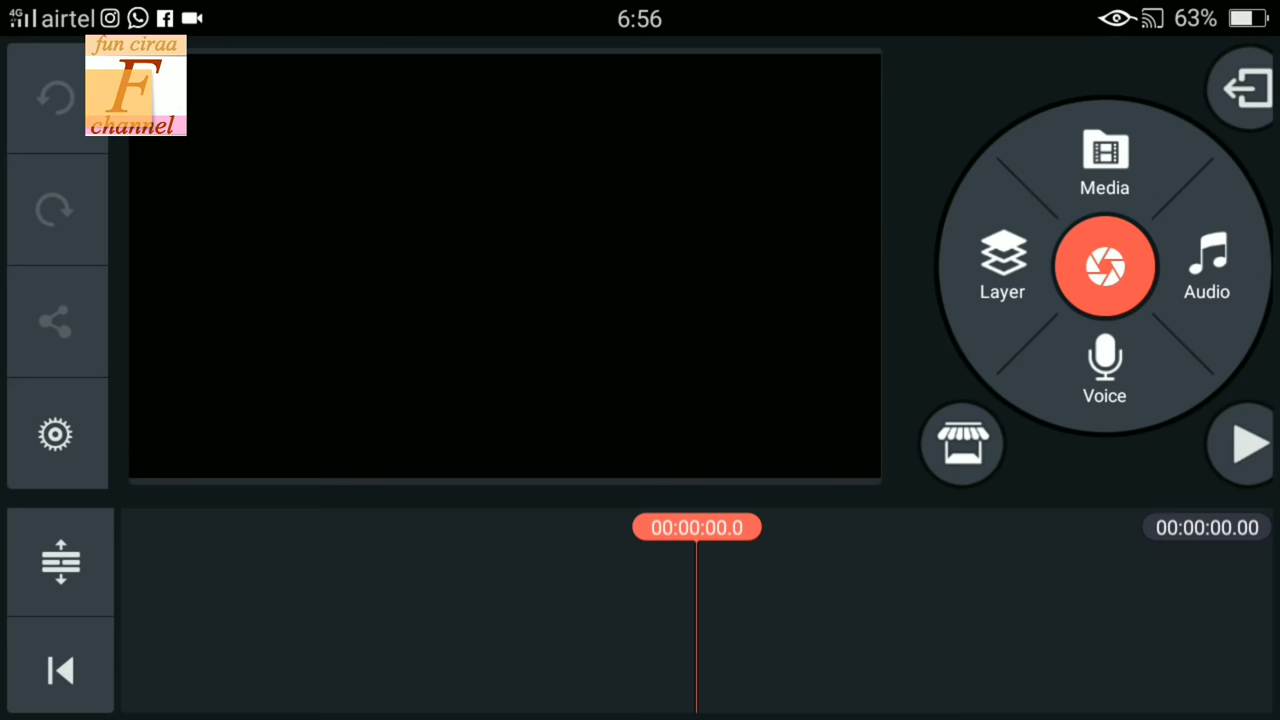 4G airtel 6:56 63%
fun ciraa
F
channel
Media
Layer
Audio
Voice
00:00:00.0
00:00:00.00